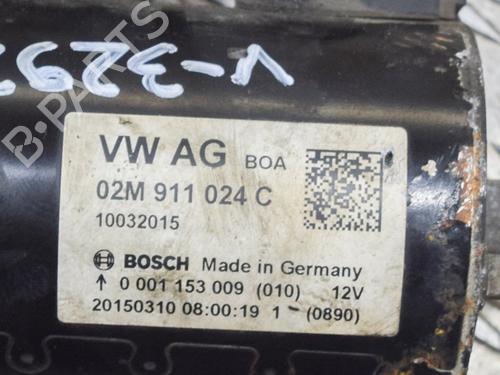 V-329
B-PARTS
VW AG BOA
02M 911 024 C
10032015
BOSCH Made in Germany
↑ 0 001 153 009 (010) 12V
20150310 08:00:19 1 - (0890)